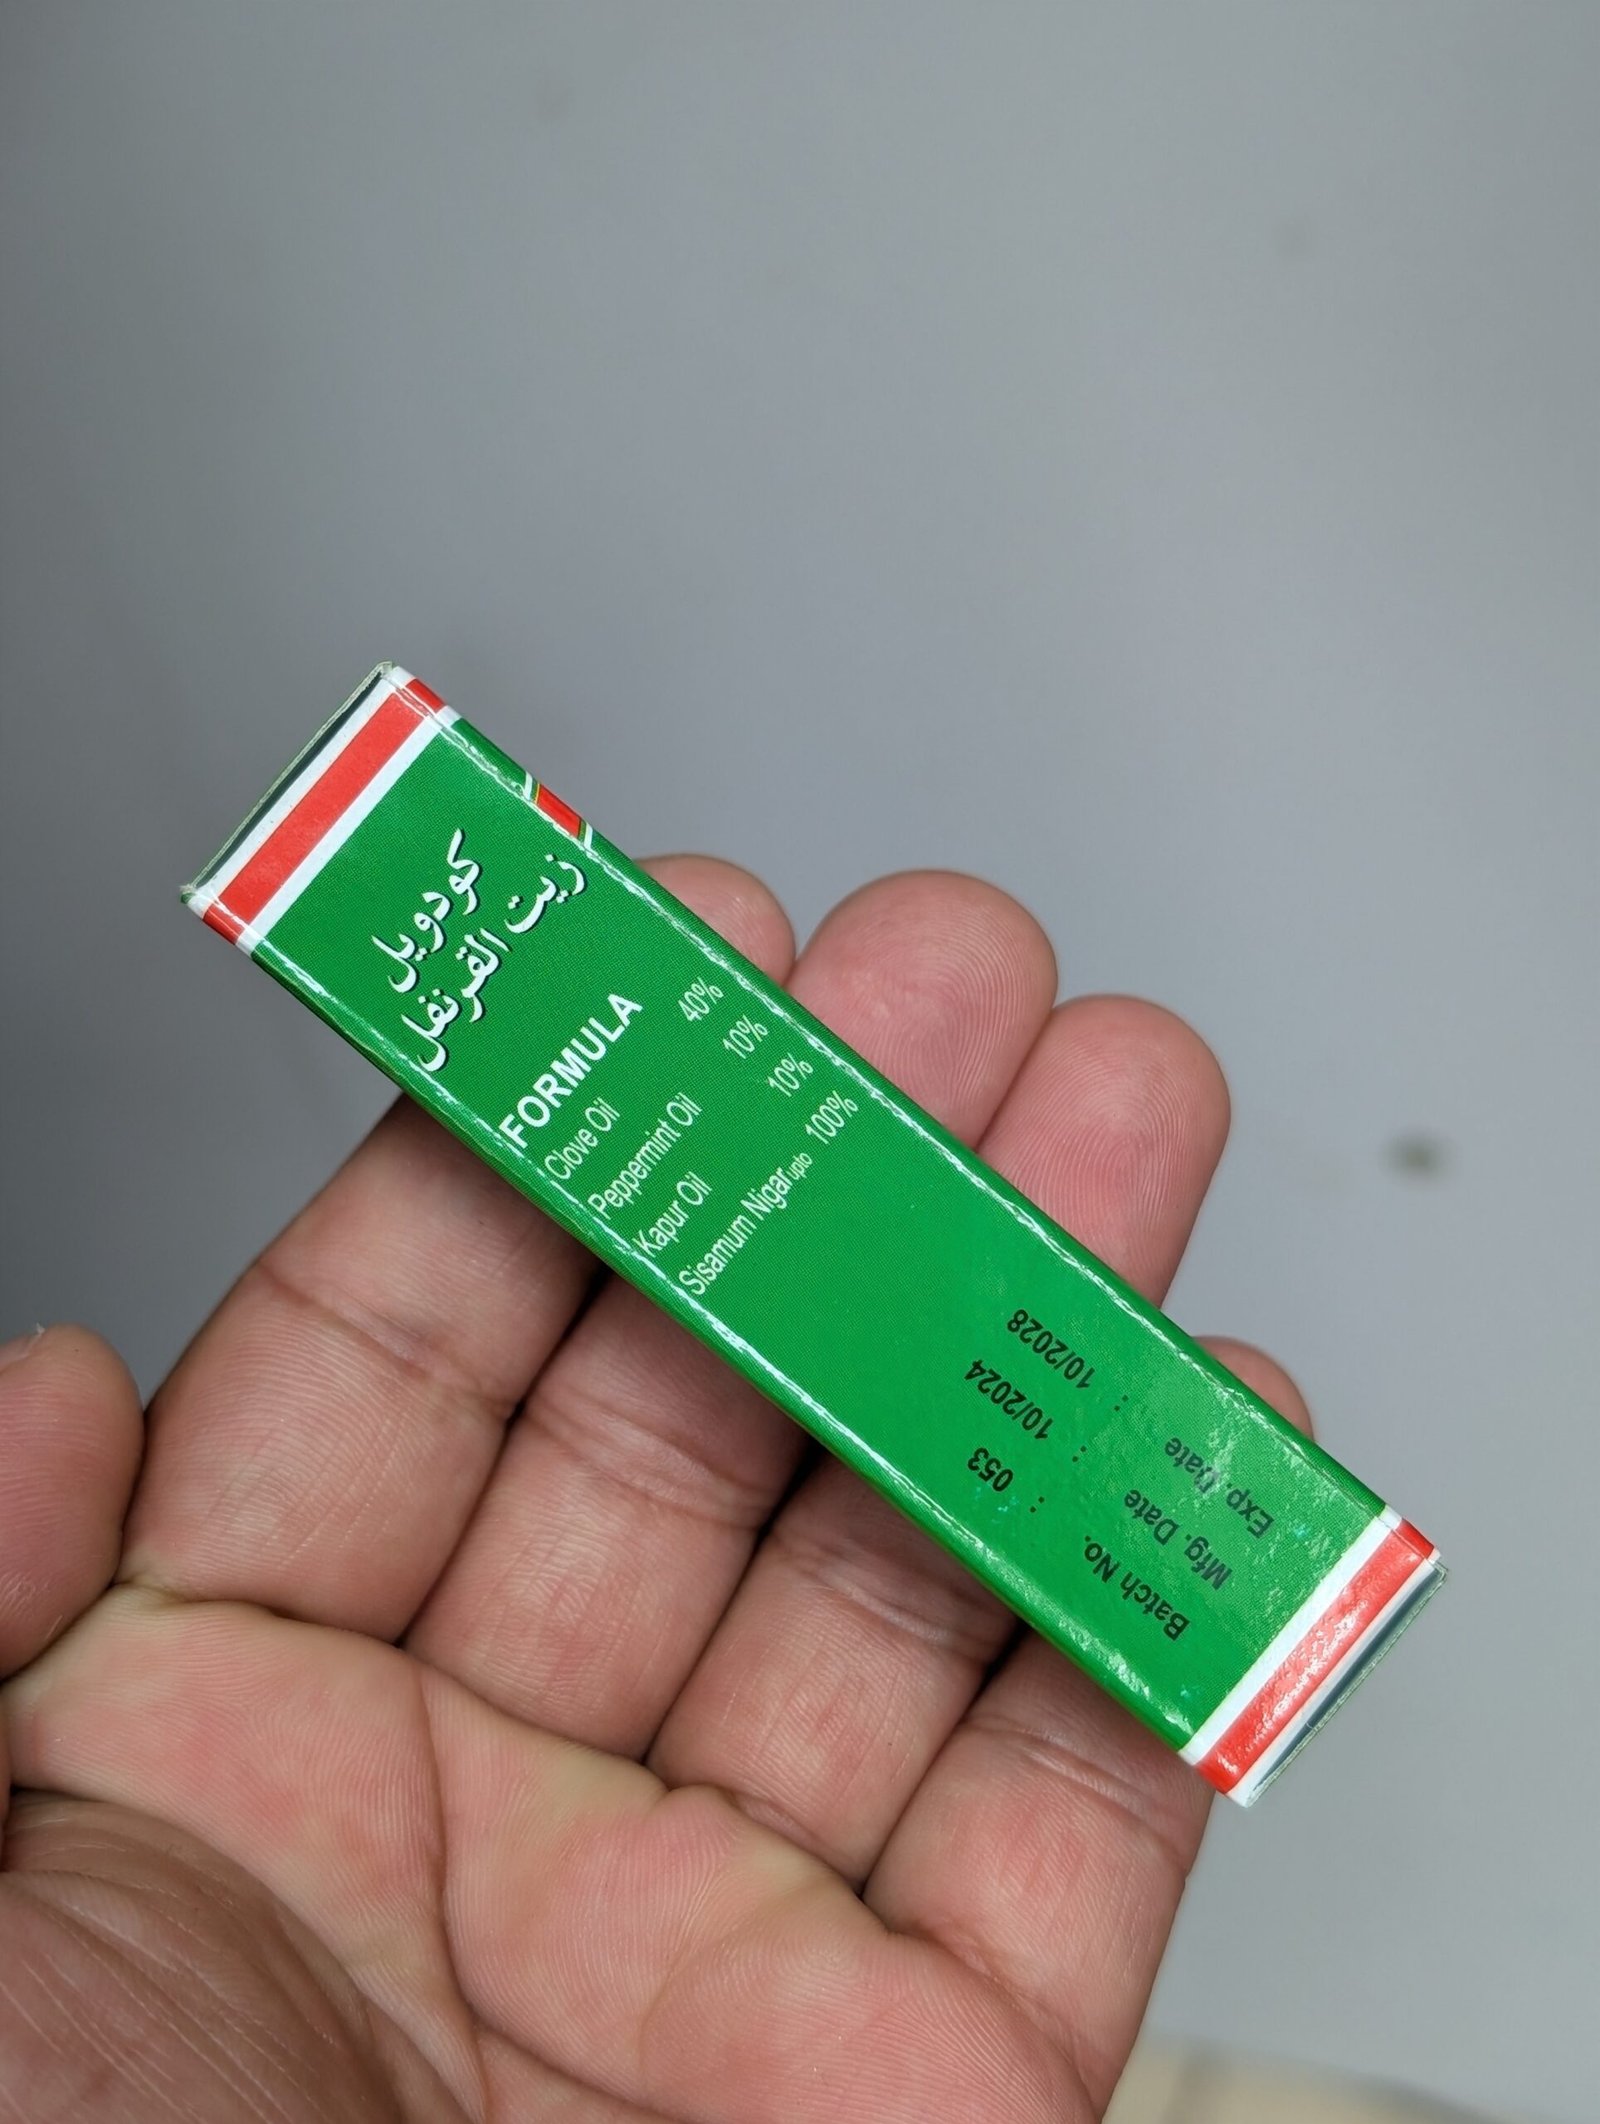 كودويل
زيت القرنفل
FORMULA
Clove Oil 40%
Peppermint Oil 10%
Kapur Oil 10%
Sisamum Nigar upto 100%
Batch No. : 053
Mfg. Date : 10/2024
Exp. Date : 10/2028